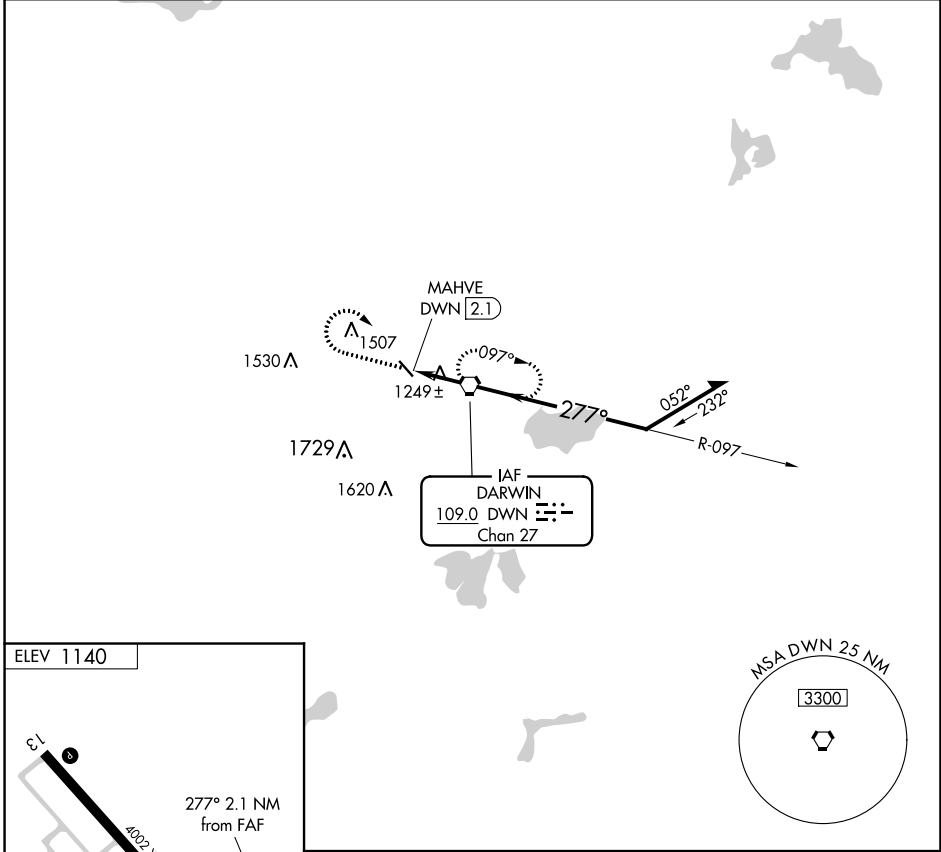 MAHVE
DWN 2.1
1507
1530
097°
1249±
277°
052°
232°
R-097
1729
1620
IAF
DARWIN
109.0 DWN
Chan 27
ELEV 1140
MSA DWN 25 NM
3300
13
P
277° 2.1 NM
from FAF
4002